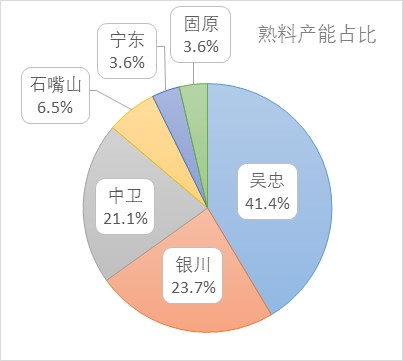 熟料产能占比
吴忠
41.4%
银川
23.7%
中卫
21.1%
石嘴山
6.5%
宁东
3.6%
固原
3.6%